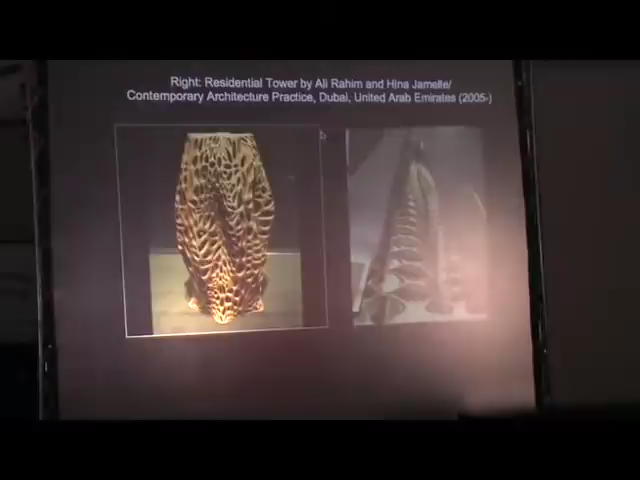 Right: Residential Tower by Ali Rahim and Hina Jamelle/
Contemporary Architecture Practice, Dubai, United Arab Emirates (2005-)